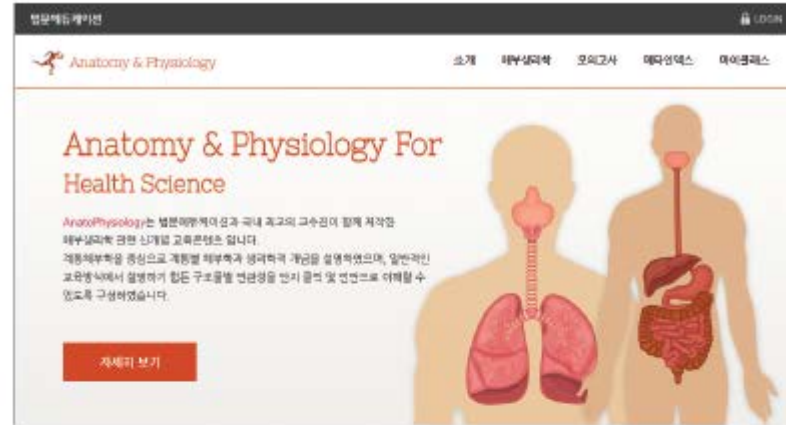 범문에듀케이션
LOGIN
Anatomy & Physiology
소개 해부생리학 모의고사 메타인덱스 마이클래스
Anatomy & Physiology For
Health Science
AnatoPhysiology는 범문에듀케이션과 국내 최고의 교수진이 함께 제작한
해부생리학 관련 신개념 교육콘텐츠 입니다.
계통해부학을 중심으로 계통별 해부학과 생리학적 개념을 설명하였으며, 일반적인
교육방식에서 설명하기 힘든 구조물별 연관성을 단지 클릭 몇 번만으로 이해할 수
있도록 구성하였습니다.
자세히 보기